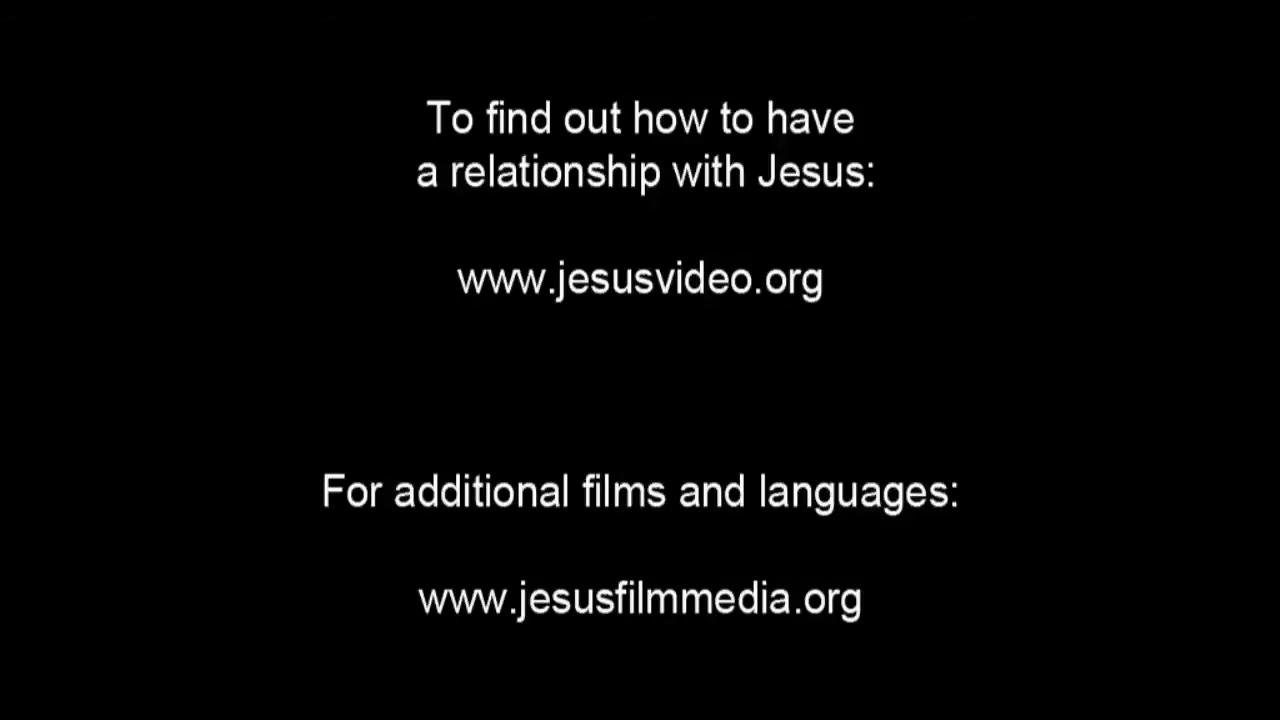 To find out how to have
a relationship with Jesus:
www.jesusvideo.org
For additional films and languages:
www.jesusfilmmedia.org